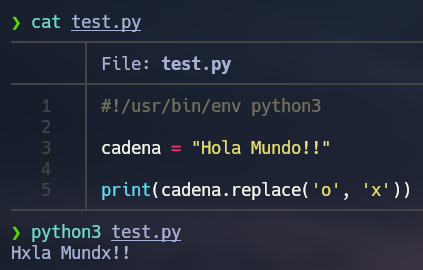 ❯ cat test.py
File: test.py
1 #!/usr/bin/env python3
2
3 cadena = "Hola Mundo!!"
4
5 print(cadena.replace('o', 'x'))
❯ python3 test.py
Hxla Mundx!!